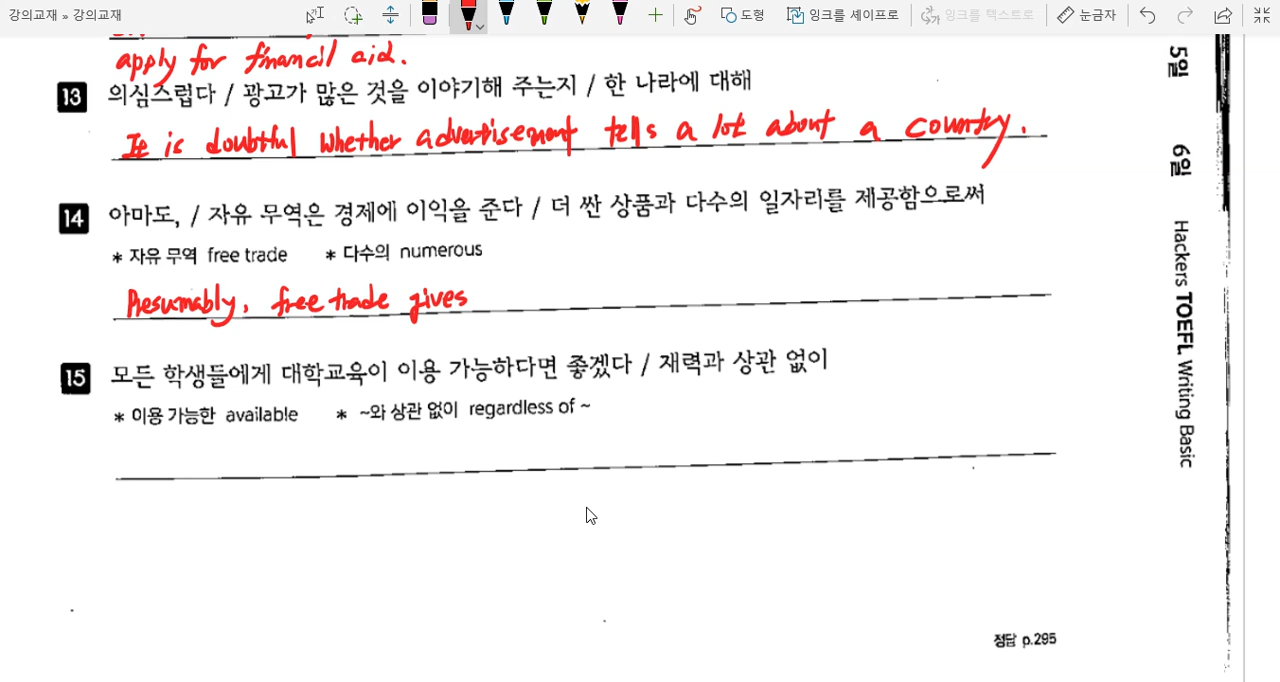 강의교재 » 강의교재
도형
잉크를 셰이프로
잉크를 텍스트로
눈금자
apply for financial aid.
13 의심스럽다 / 광고가 많은 것을 이야기해 주는지 / 한 나라에 대해
It is doubtful whether advertisement tells a lot about a country.
14 아마도, / 자유 무역은 경제에 이익을 준다 / 더 싼 상품과 다수의 일자리를 제공함으로써
* 자유 무역 free trade * 다수의 numerous
Presumably, free trade gives
15 모든 학생들에게 대학교육이 이용 가능하다면 좋겠다 / 재력과 상관 없이
* 이용 가능한 available * ~와 상관 없이 regardless of ~
정답 p.295
5일
6일
Hackers TOEFL Writing Basic